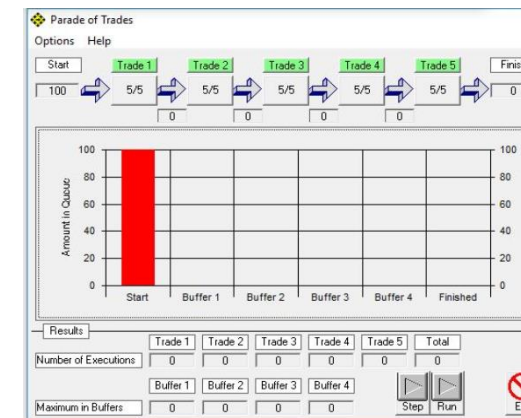 Parade of Trades
Options Help
Start Trade 1 Trade 2 Trade 3 Trade 4 Trade 5 Finis
100 5/5 5/5 5/5 5/5 5/5 0
0 0 0 0
100 100
80 80
60 60
40 40
20 20
0 0
Amount in Queue
Start Buffer 1 Buffer 2 Buffer 3 Buffer 4 Finished
Results
Trade 1 Trade 2 Trade 3 Trade 4 Trade 5 Total
Number of Executions 0 0 0 0 0 0
Buffer 1 Buffer 2 Buffer 3 Buffer 4
Maximum in Buffers 0 0 0 0 Step Run E